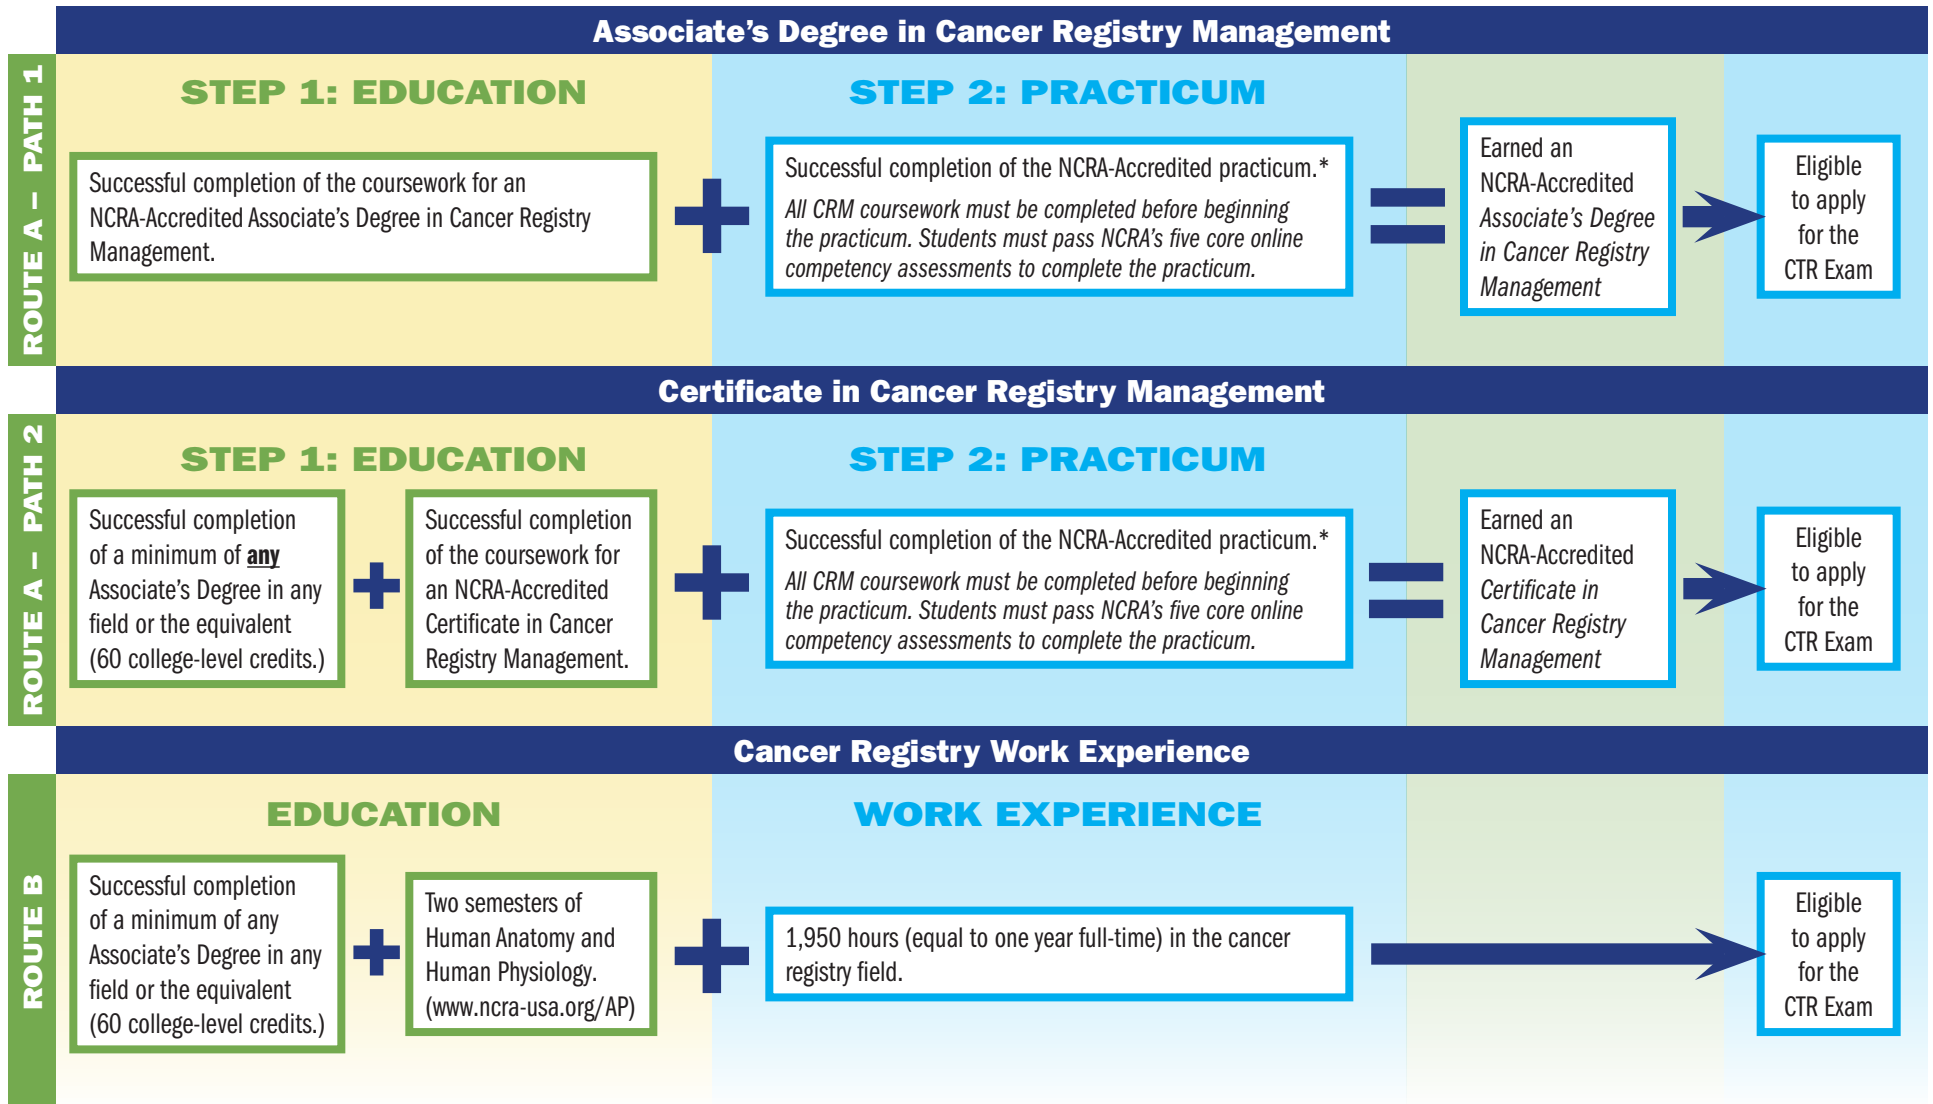 Associate's Degree in Cancer Registry Management
ROUTE A – PATH 1
STEP 1: EDUCATION
Successful completion of the coursework for an
NCRA-Accredited Associate's Degree in Cancer Registry
Management.
+
STEP 2: PRACTICUM
Successful completion of the NCRA-Accredited practicum.*
All CRM coursework must be completed before beginning
the practicum. Students must pass NCRA's five core online
competency assessments to complete the practicum.
=
Earned an
NCRA-Accredited
Associate's Degree
in Cancer Registry
Management
Eligible
to apply
for the
CTR Exam
Certificate in Cancer Registry Management
ROUTE A – PATH 2
STEP 1: EDUCATION
Successful completion
of a minimum of any
Associate's Degree in any
field or the equivalent
(60 college-level credits.)
+
Successful completion
of the coursework for
an NCRA-Accredited
Certificate in Cancer
Registry Management.
+
STEP 2: PRACTICUM
Successful completion of the NCRA-Accredited practicum.*
All CRM coursework must be completed before beginning
the practicum. Students must pass NCRA's five core online
competency assessments to complete the practicum.
=
Earned an
NCRA-Accredited
Certificate in
Cancer Registry
Management
Eligible
to apply
for the
CTR Exam
Cancer Registry Work Experience
ROUTE B
EDUCATION
Successful completion
of a minimum of any
Associate's Degree in any
field or the equivalent
(60 college-level credits.)
+
Two semesters of
Human Anatomy and
Human Physiology.
(www.ncra-usa.org/AP)
+
WORK EXPERIENCE
1,950 hours (equal to one year full-time) in the cancer
registry field.
Eligible
to apply
for the
CTR Exam